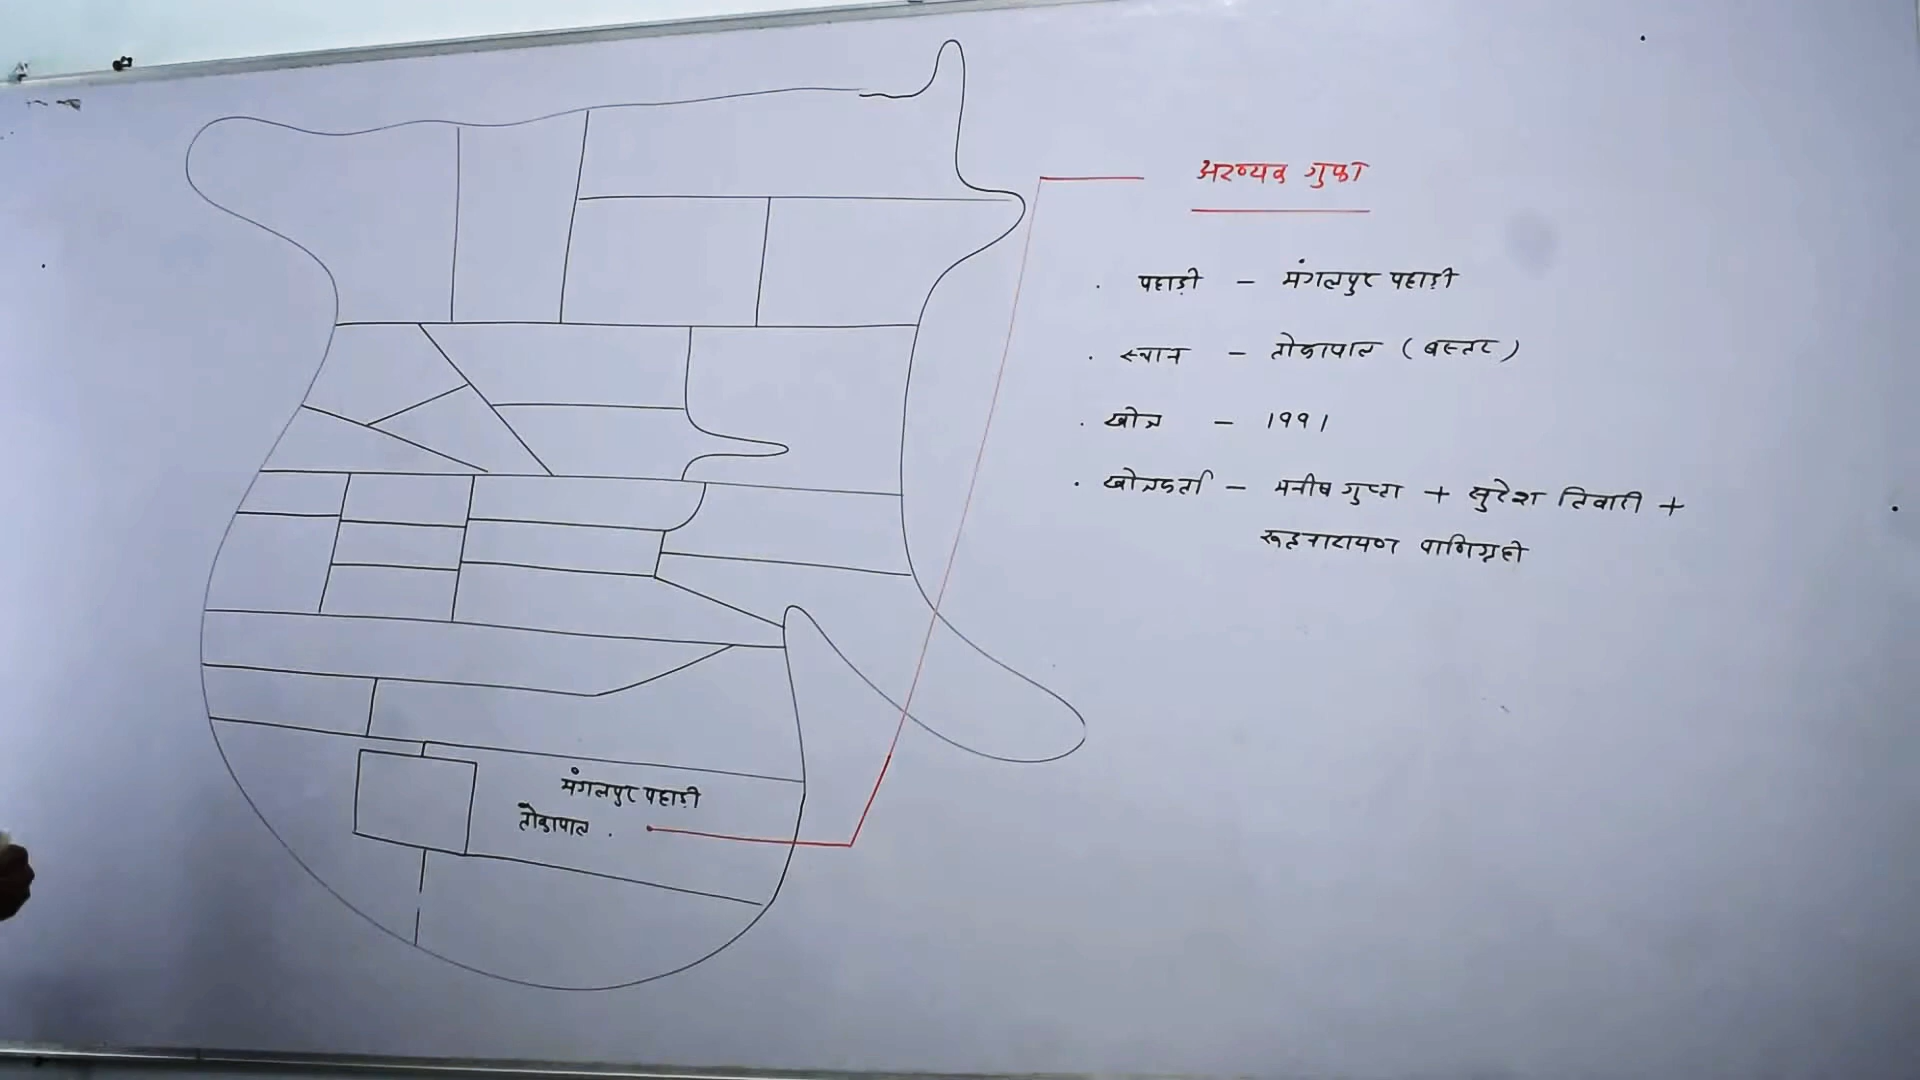 अरण्यक गुफा
. पहाड़ी - मंगलपुर पहाड़ी
. स्थान - तोकापाल (बस्तर)
. खोज - 1991
. खोजकर्ता - मनीष गुप्ता + सुरेश तिवारी +
रूद्रनारायण पाणिग्रही
मंगलपुर पहाड़ी
तोकापाल .